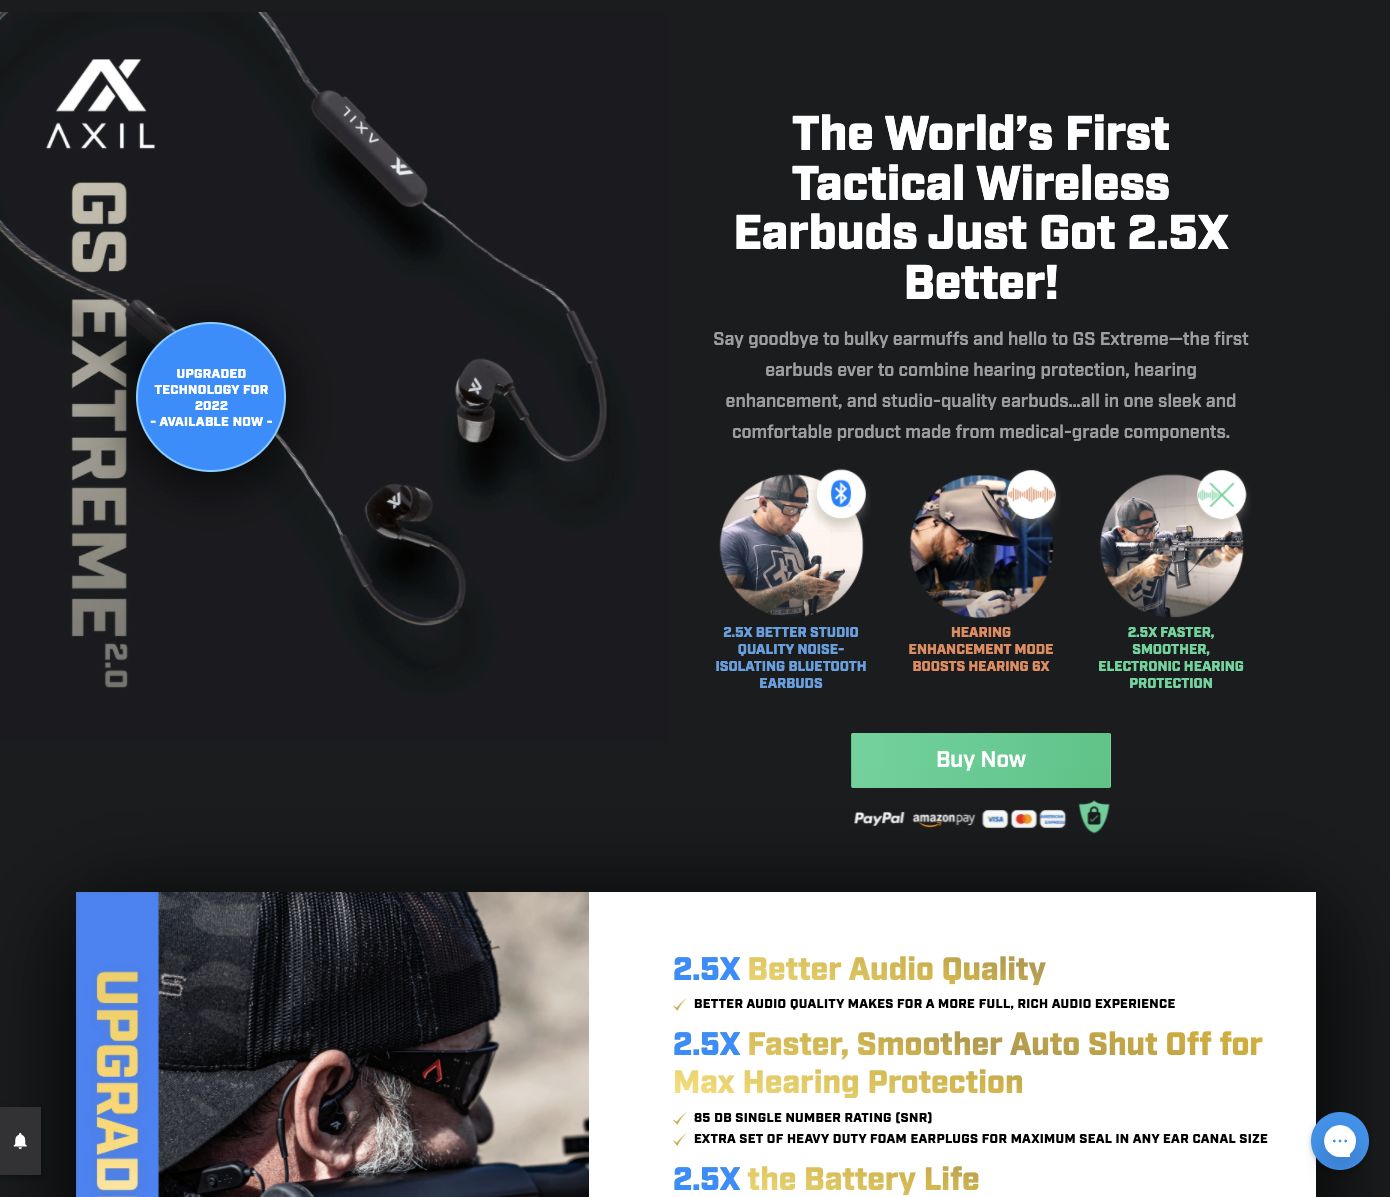 AXIL
GS EXTREME 2.0
AXIL
UPGRADED
TECHNOLOGY FOR
2022
- AVAILABLE NOW -
The World's First
Tactical Wireless
Earbuds Just Got 2.5X
Better!
Say goodbye to bulky earmuffs and hello to GS Extreme—the first
earbuds ever to combine hearing protection, hearing
enhancement, and studio-quality earbuds...all in one sleek and
comfortable product made from medical-grade components.
2.5X BETTER STUDIO
QUALITY NOISE-
ISOLATING BLUETOOTH
EARBUDS
HEARING
ENHANCEMENT MODE
BOOSTS HEARING 6X
2.5X FASTER,
SMOOTHER,
ELECTRONIC HEARING
PROTECTION
Buy Now
PayPal amazonpay VISA mastercard AMERICAN EXPRESS
UPGRAD
2.5X Better Audio Quality
BETTER AUDIO QUALITY MAKES FOR A MORE FULL, RICH AUDIO EXPERIENCE
2.5X Faster, Smoother Auto Shut Off for
Max Hearing Protection
85 DB SINGLE NUMBER RATING (SNR)
EXTRA SET OF HEAVY DUTY FOAM EARPLUGS FOR MAXIMUM SEAL IN ANY EAR CANAL SIZE
2.5X the Battery Life